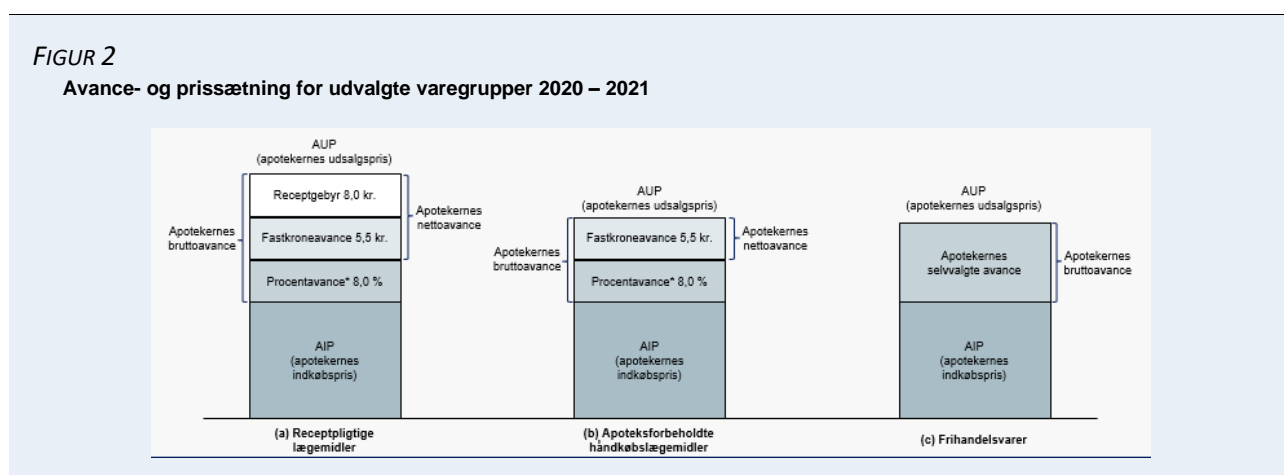 FIGUR 2
Avance- og prissætning for udvalgte varegrupper 2020 – 2021
AUP
(apotekernes udsalgspris)
Receptgebyr 8,0 kr.
Fastkroneavance 5,5 kr.
Procentavance* 8,0 %
AIP
(apotekernes
indkøbspris)
Apotekernes
bruttoavance
Apotekernes
nettoavance
(a) Receptpligtige
lægemidler
AUP
(apotekernes udsalgspris)
Fastkroneavance 5,5 kr.
Procentavance* 8,0 %
AIP
(apotekernes
indkøbspris)
Apotekernes
bruttoavance
Apotekernes
nettoavance
(b) Apoteksforbeholdte
håndkøbslægemidler
AUP
(apotekernes udsalgspris)
Apotekernes
selvvalgte avance
AIP
(apotekernes
indkøbspris)
Apotekernes
bruttoavance
(c) Frihandelsvarer